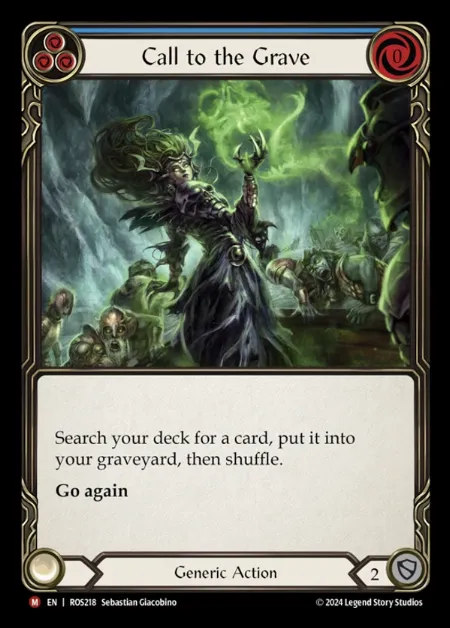 Call to the Grave
0
Search your deck for a card, put it into
your graveyard, then shuffle.
Go again
Generic Action
2
M EN | ROS218 Sebastian Giacobino
© 2024 Legend Story Studios